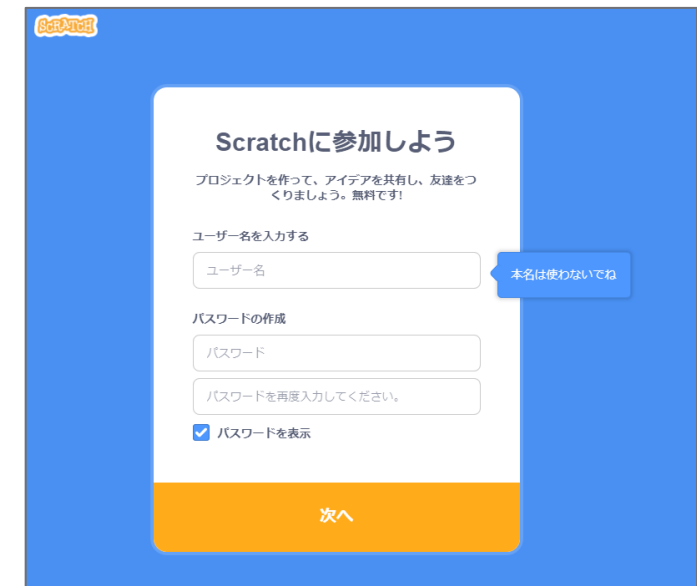 SCRATCH
Scratchに参加しよう
プロジェクトを作って、アイデアを共有し、友達をつ
くりましょう。無料です!
ユーザー名を入力する
ユーザー名
本名は使わないでね
パスワードの作成
パスワード
パスワードを再度入力してください。
パスワードを表示
次へ